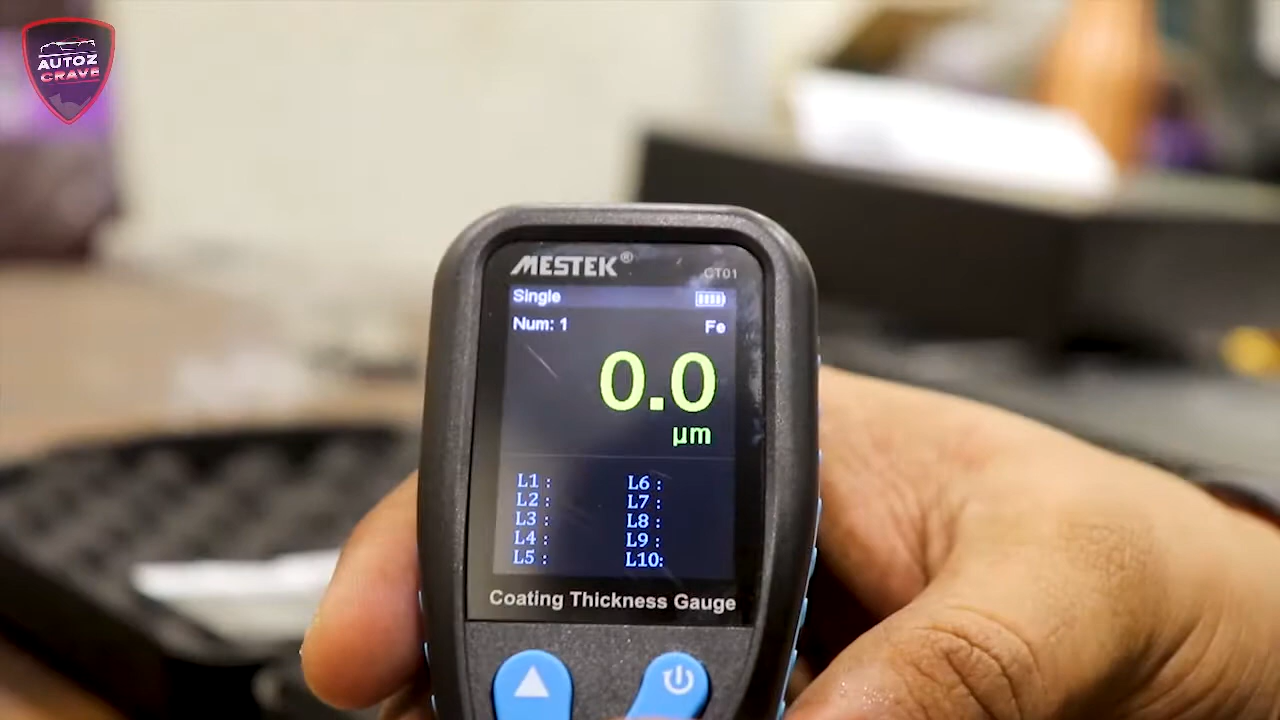 AUTOZ
CRAVE
MESTEK®
CT01
Single
Num: 1
Fe
0.0
µm
L1 :
L2 :
L3 :
L4 :
L5 :
L6 :
L7 :
L8 :
L9 :
L10:
Coating Thickness Gauge